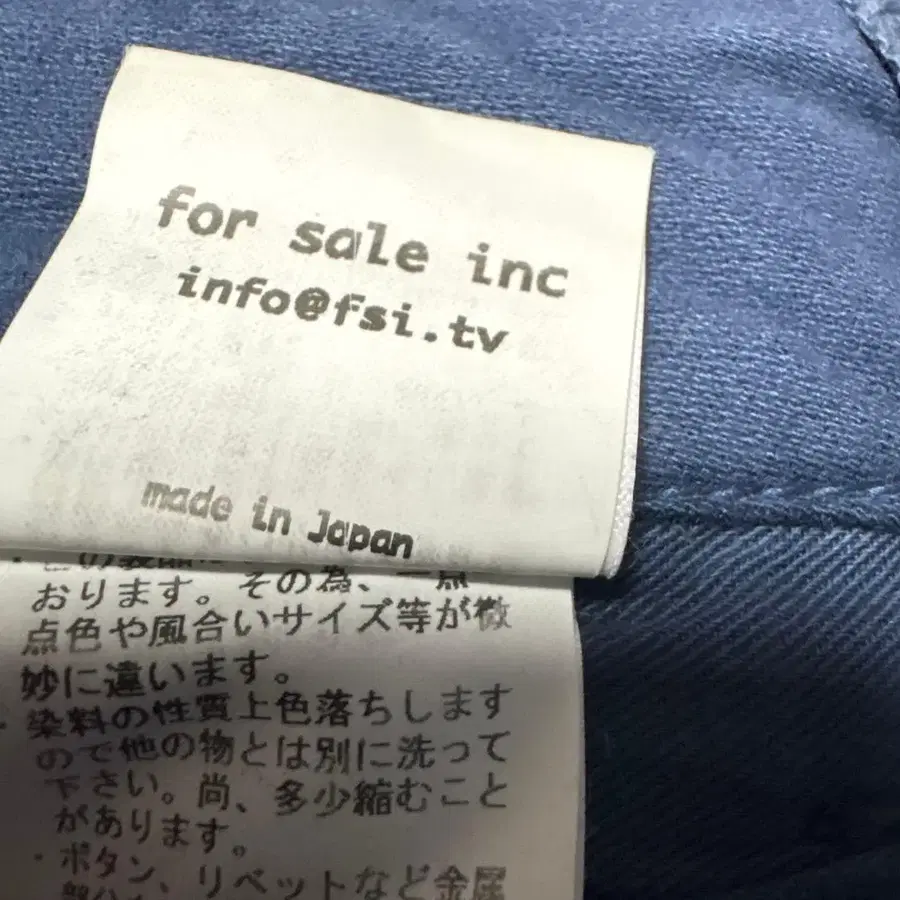 for sale inc
info@fsi.tv
made in Japan
おります。その為、一点
点色や風合いサイズ等が微
妙に違います。
・染料の性質上色落ちします
ので他の物とは別に洗って
下さい。尚、多少縮むこと
があります。
・ボタン、リベットなど金属